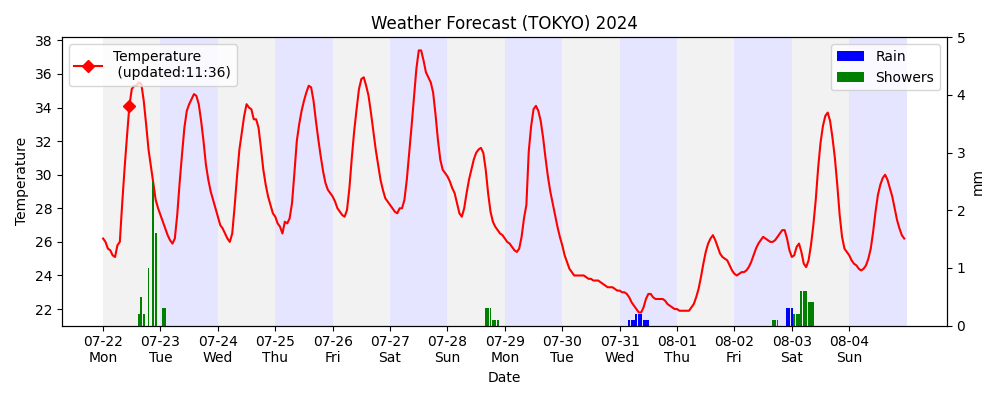 Weather Forecast (TOKYO) 2024
Temperature
(updated:11:36)
Rain
Showers
Temperature
38
36
34
32
30
28
26
24
22
5
4
3
2
1
0
mm
07-22 07-23 07-24 07-25 07-26 07-27 07-28 07-29 07-30 07-31 08-01 08-02 08-03 08-04
Mon Tue Wed Thu Fri Sat Sun Mon Tue Wed Thu Fri Sat Sun
Date